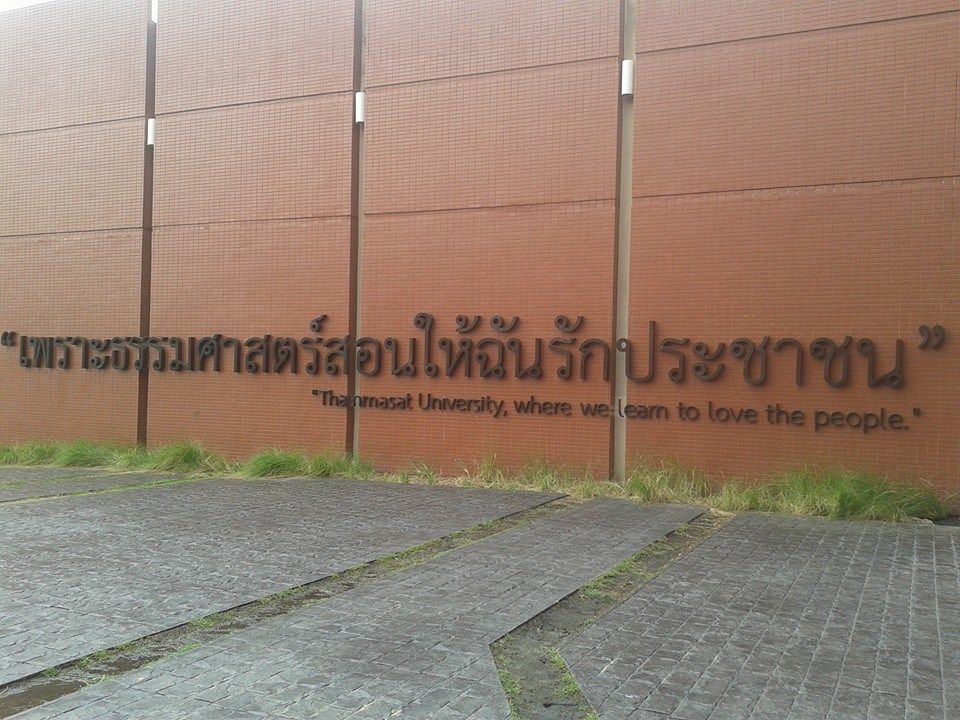 “เพราะธรรมศาสตร์สอนให้ฉันรักประชาชน”
"Thammasat University, where we learn to love the people."